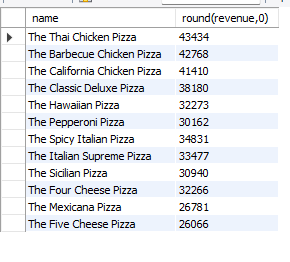 name round(revenue,0)
The Thai Chicken Pizza 43434
The Barbecue Chicken Pizza 42768
The California Chicken Pizza 41410
The Classic Deluxe Pizza 38180
The Hawaiian Pizza 32273
The Pepperoni Pizza 30162
The Spicy Italian Pizza 34831
The Italian Supreme Pizza 33477
The Sicilian Pizza 30940
The Four Cheese Pizza 32266
The Mexicana Pizza 26781
The Five Cheese Pizza 26066